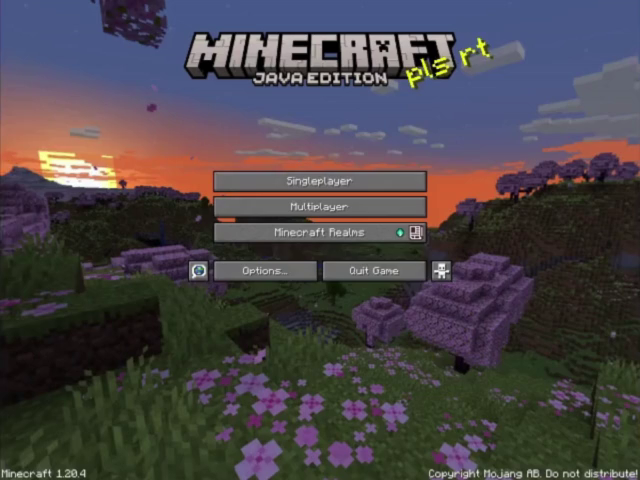 MINECRAFT
JAVA EDITION
pls rt
Singleplayer
Multiplayer
Minecraft Realms
Options...
Quit Game
Minecraft 1.20.4
Copyright Mojang AB. Do not distribute!